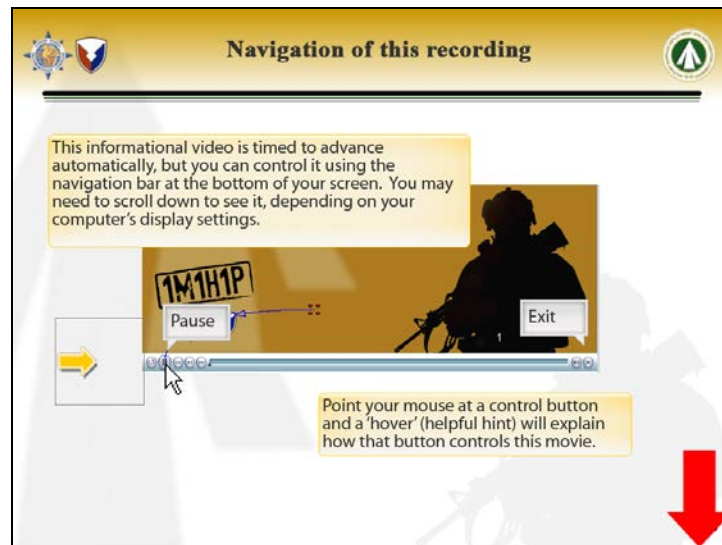 Navigation of this recording
This informational video is timed to advance
automatically, but you can control it using the
navigation bar at the bottom of your screen.  You may
need to scroll down to see it, depending on your
computer's display settings.
1M1H1P
Pause
1
Exit
Point your mouse at a control button
and a 'hover' (helpful hint) will explain
how that button controls this movie.